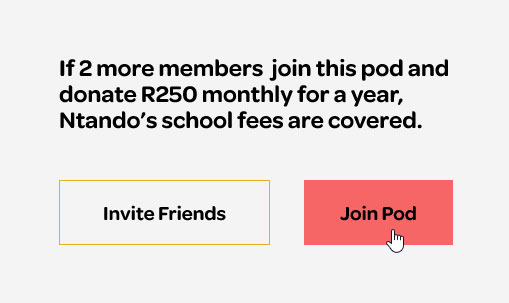 If 2 more members  join this pod and
donate R250 monthly for a year,
Ntando’s school fees are covered.
Invite Friends
Join Pod